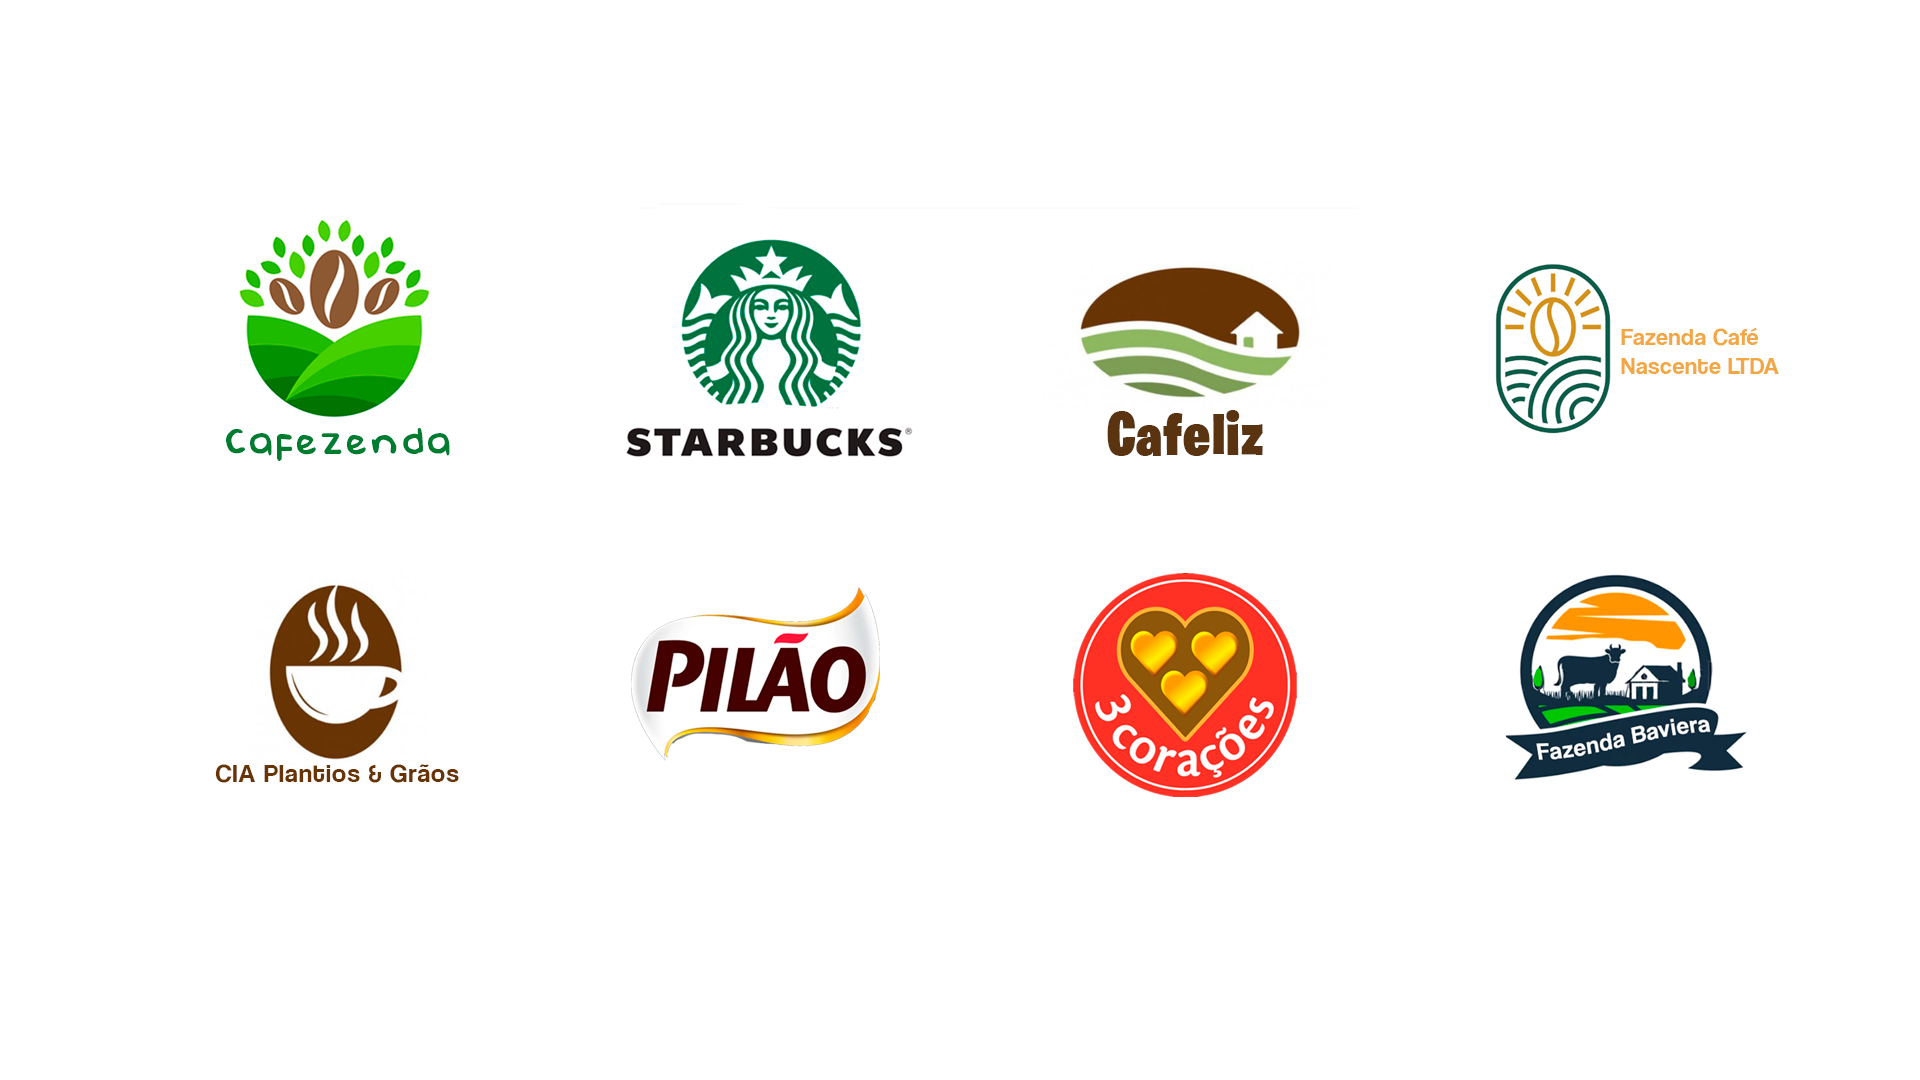 Cafezenda
STARBUCKS®
Cafeliz
Fazenda Café
Nascente LTDA
CIA Plantios & Grãos
PILÃO
3 corações
Fazenda Baviera